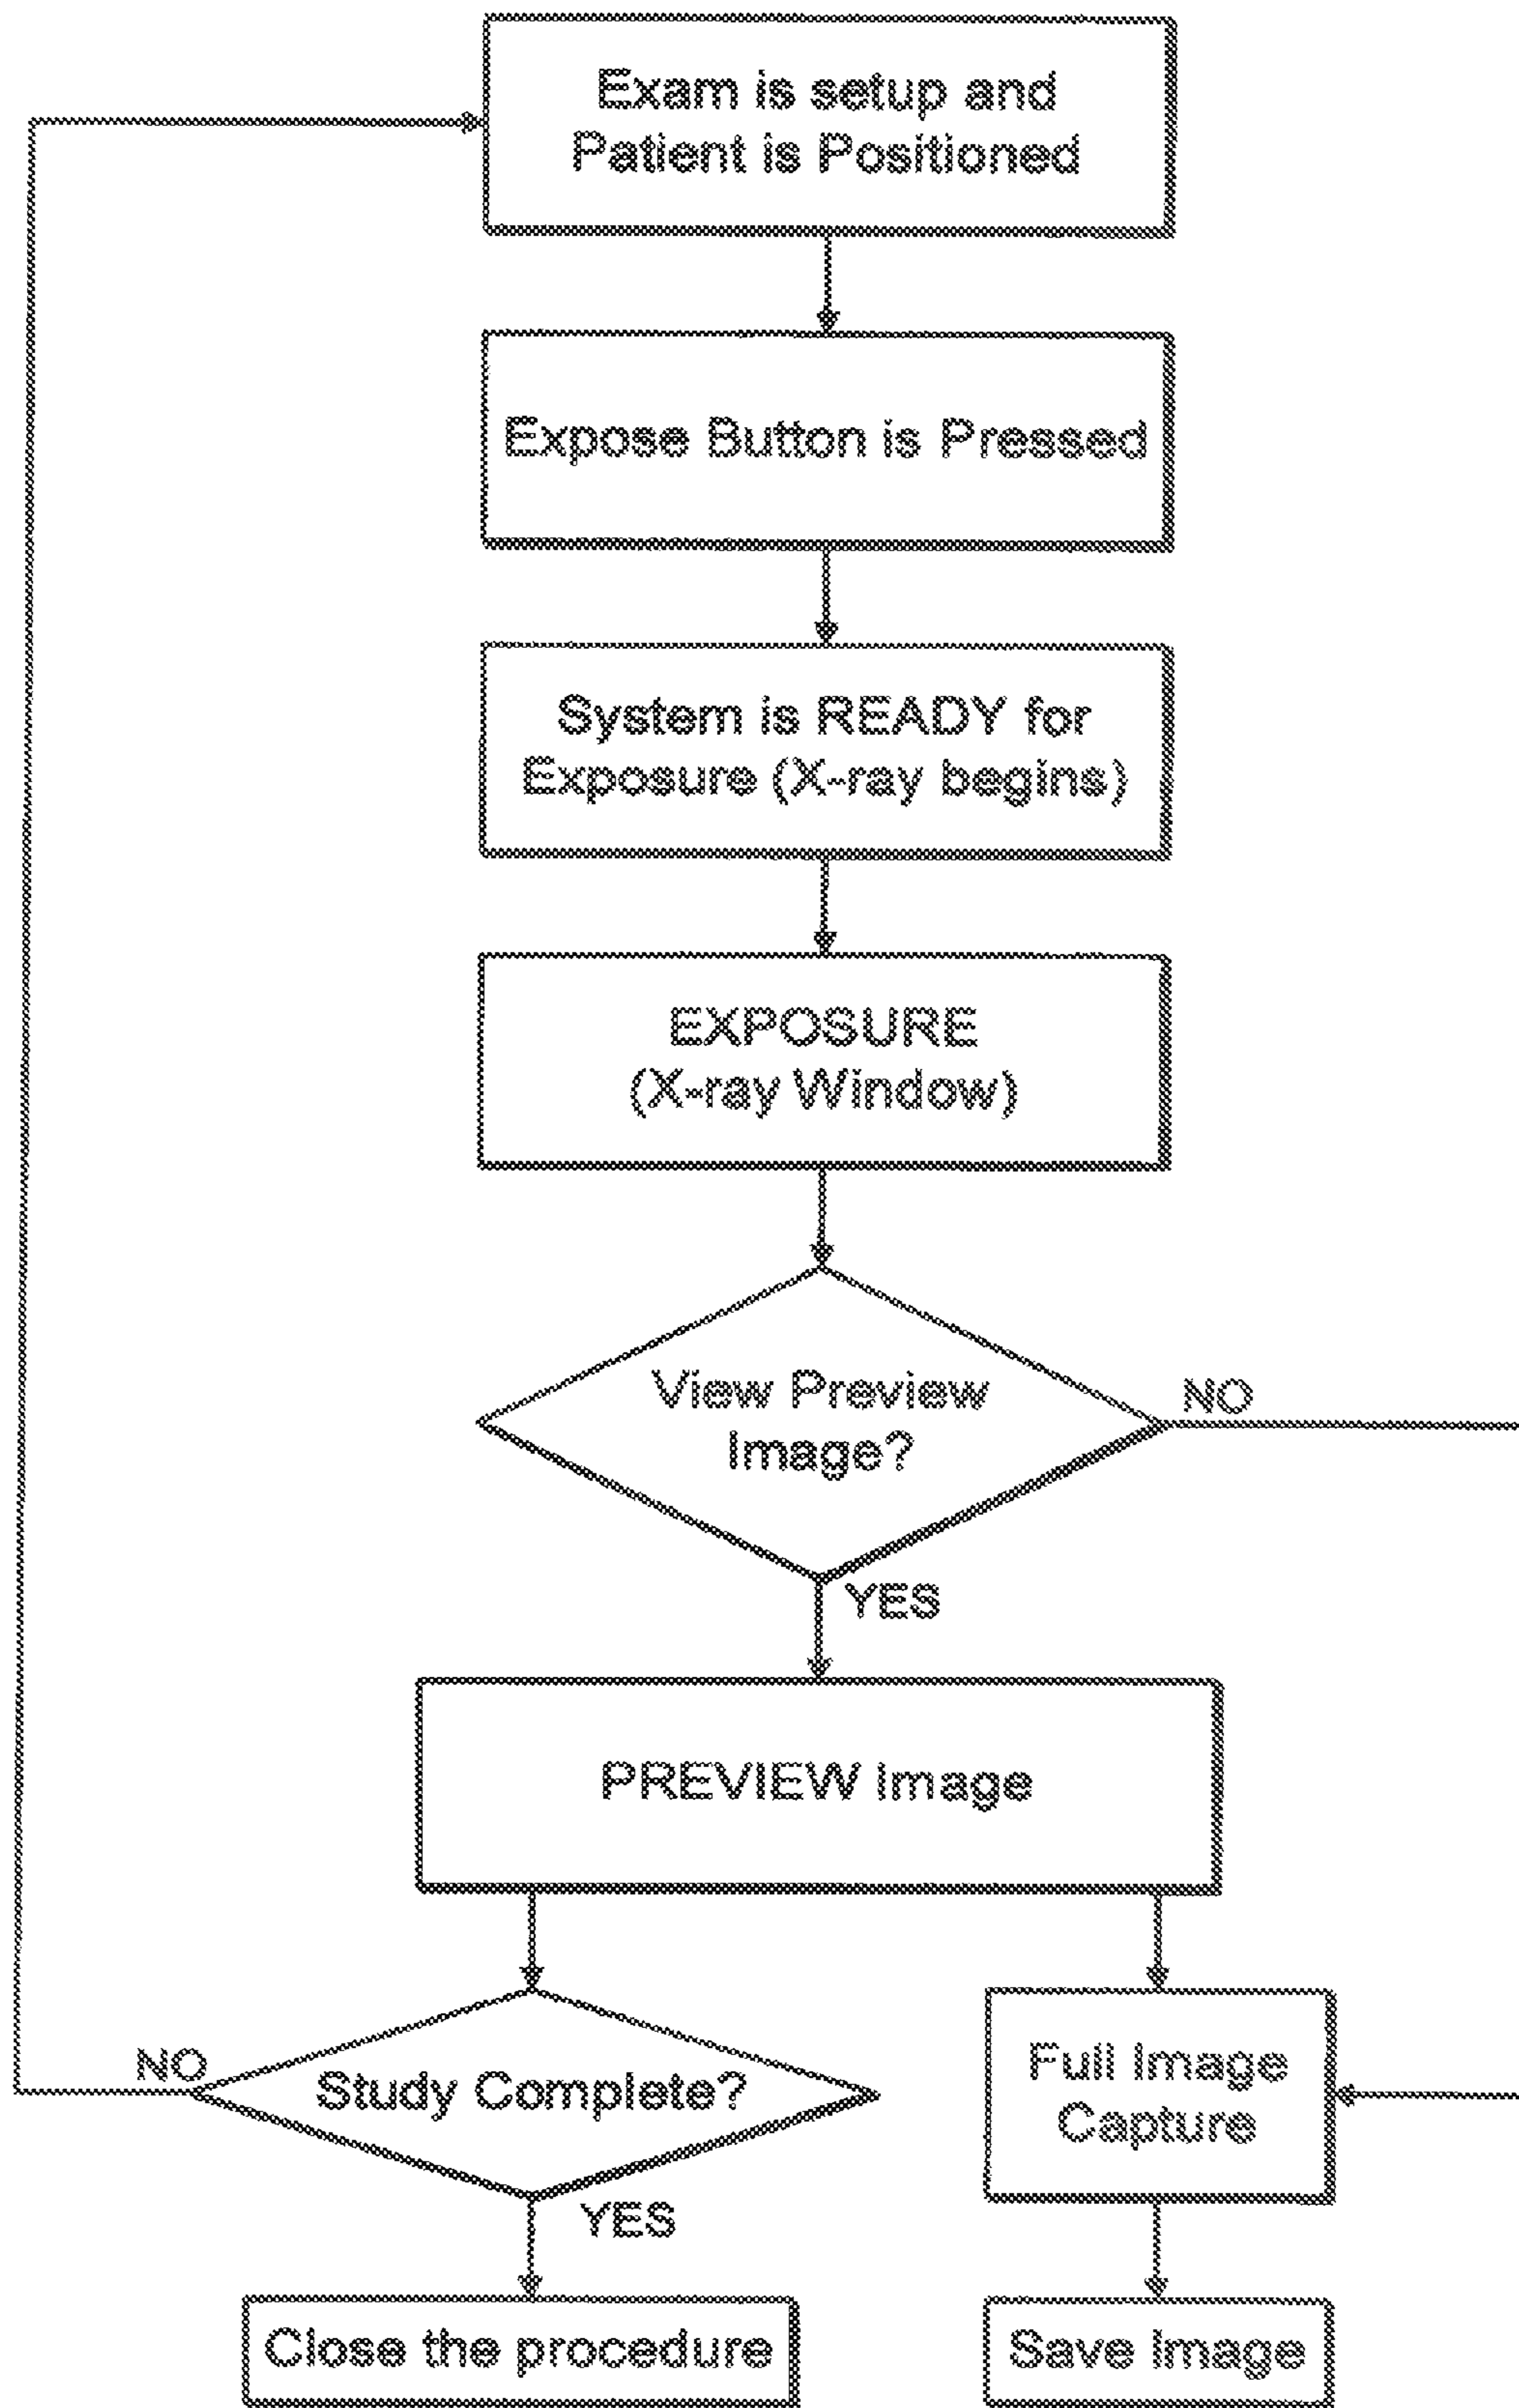 Exam is setup and
Patient is Positioned
Expose Button is Pressed
System is READY for
Exposure (X-ray begins)
EXPOSURE
(X-ray Window)
View Preview
Image?
NO
YES
PREVIEW Image
NO
Study Complete?
Full Image
Capture
YES
Close the procedure
Save Image